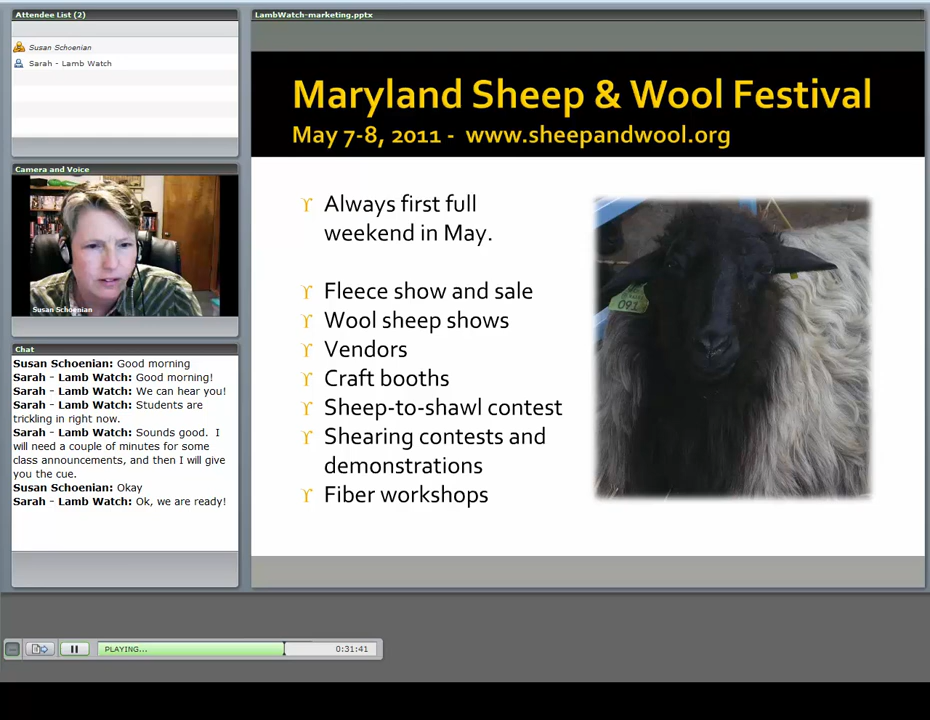 Attendee List (2)
Susan Schoenian
Sarah - Lamb Watch
Camera and Voice
Susan Schoenian
Chat
Susan Schoenian: Good morning
Sarah - Lamb Watch: Good morning!
Sarah - Lamb Watch: We can hear you!
Sarah - Lamb Watch: Students are
trickling in right now.
Sarah - Lamb Watch: Sounds good. I
will need a couple of minutes for some
class announcements, and then I will give
you the cue.
Susan Schoenian: Okay
Sarah - Lamb Watch: Ok, we are ready!
LambWatch-marketing.pptx
Maryland Sheep & Wool Festival
May 7-8, 2011 - www.sheepandwool.org
Always first full
weekend in May.
Fleece show and sale
Wool sheep shows
Vendors
Craft booths
Sheep-to-shawl contest
Shearing contests and
demonstrations
Fiber workshops
091
PLAYING...
0:31:41